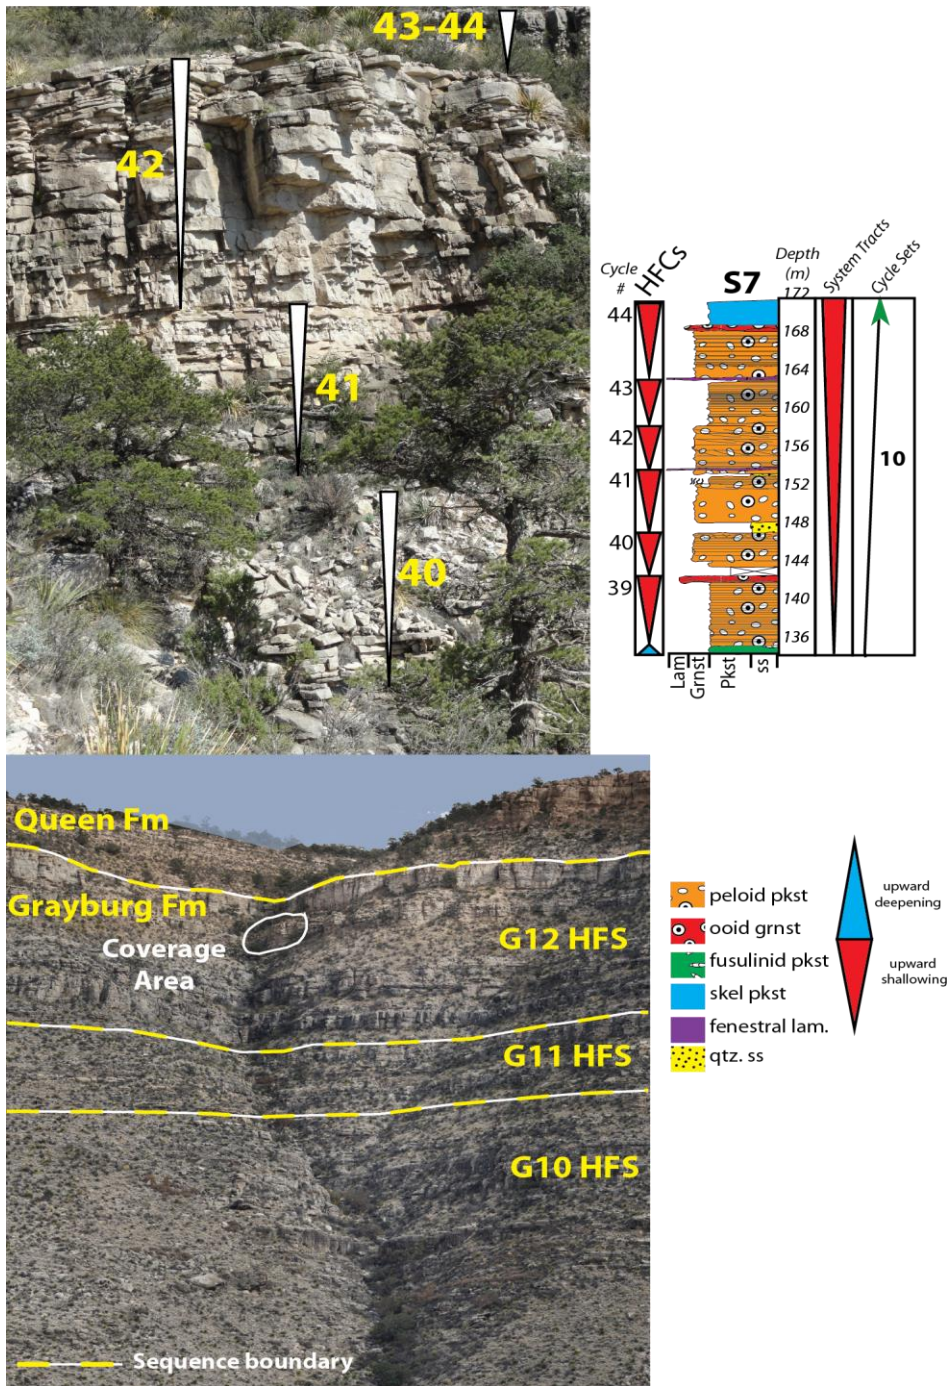 43-44
42
41
40
Cycle
#
HFCs
S7
Depth
(m)
System Tracts
Cycle Sets
172
44
168
164
43
160
42
156
41
152
10
148
40
144
39
140
136
Lam
Grnst
Pkst
ss
Queen Fm
Grayburg Fm
Coverage
Area
G12 HFS
G11 HFS
G10 HFS
Sequence boundary
peloid pkst
ooid grnst
fusulinid pkst
skel pkst
fenestral lam.
qtz. ss
upward
deepening
upward
shallowing